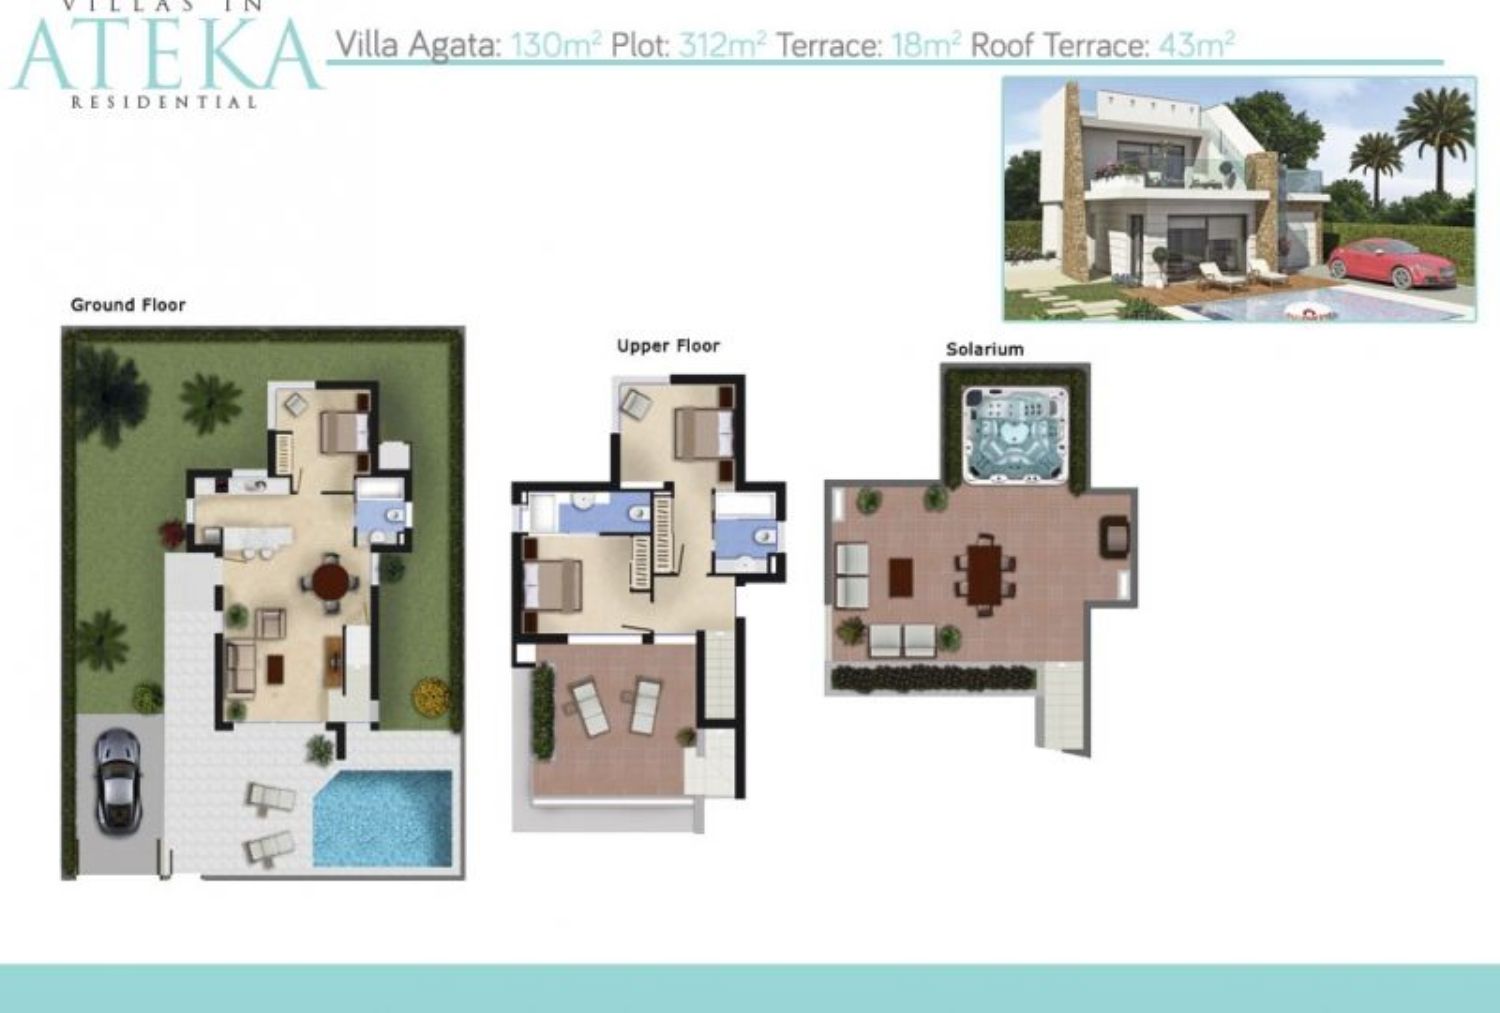 VILLAS IN
ATEKA
RESIDENTIAL
Villa Agata: 130m² Plot: 312m² Terrace: 18m² Roof Terrace: 43m²
Ground Floor
Upper Floor
Solarium